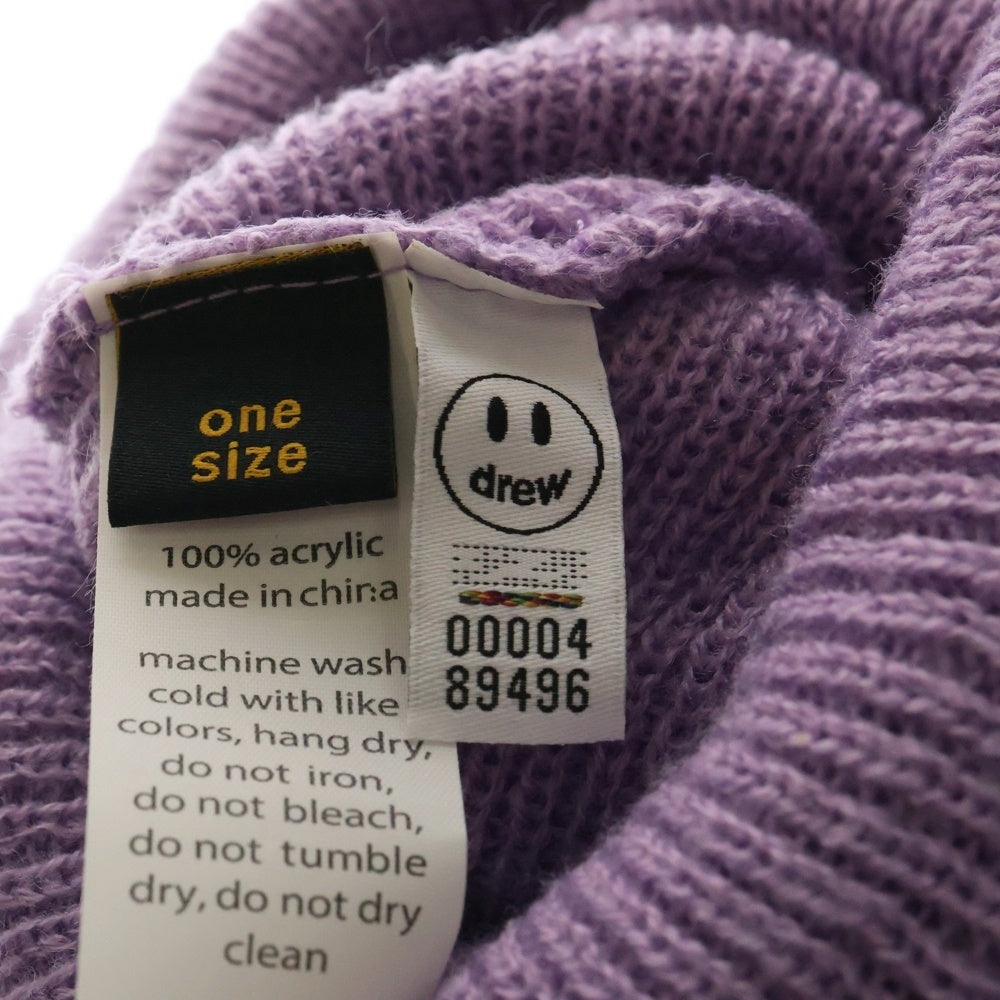 one
size
100% acrylic
made in china
machine wash
cold with like
colors, hang dry,
do not iron,
do not bleach,
do not tumble
dry, do not dry
clean
drew
00004
89496